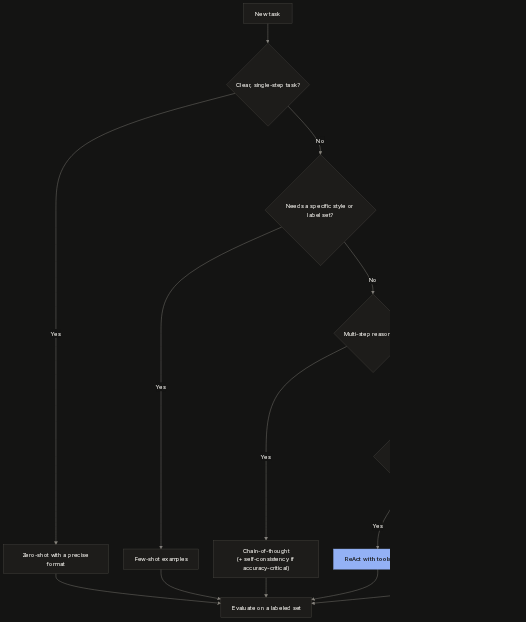 New task
Clear, single-step task?
No
Needs a specific style or
label set?
No
Yes
Multi-step reason
Yes
Yes
Yes
Zero-shot with a precise
format
Few-shot examples
Chain-of-thought
(+ self-consistency if
accuracy-critical)
ReAct with tools
Evaluate on a labeled set